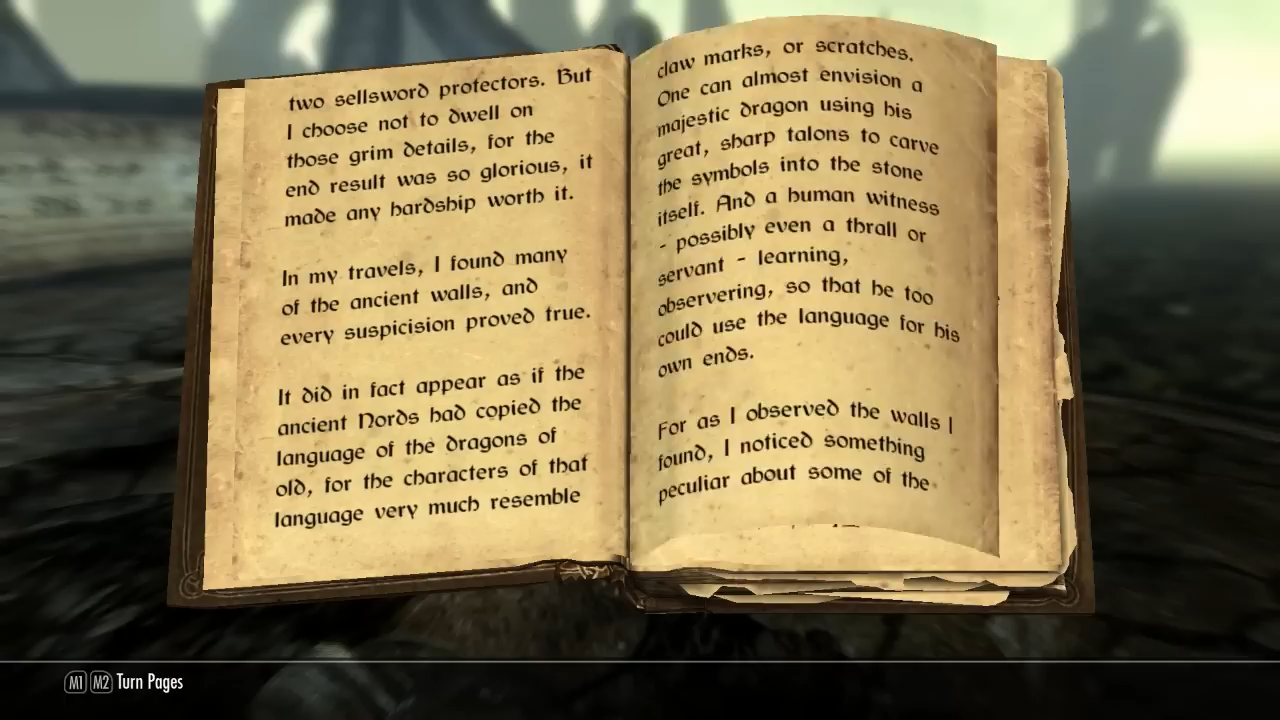 two sellsword protectors. But
I choose not to dwell on
those grim details, for the
end result was so glorious, it
made any hardship worth it.
In my travels, I found many
of the ancient walls, and
every suspicision proved true.
It did in fact appear as if the
ancient Nords had copied the
language of the dragons of
old, for the characters of that
language very much resemble
claw marks, or scratches.
One can almost envision a
majestic dragon using his
great, sharp talons to carve
the symbols into the stone
itself. And a human witness
- possibly even a thrall or
servant - learning,
observering, so that he too
could use the language for his
own ends.
For as I observed the walls I
found, I noticed something
peculiar about some of the
M1 M2 Turn Pages